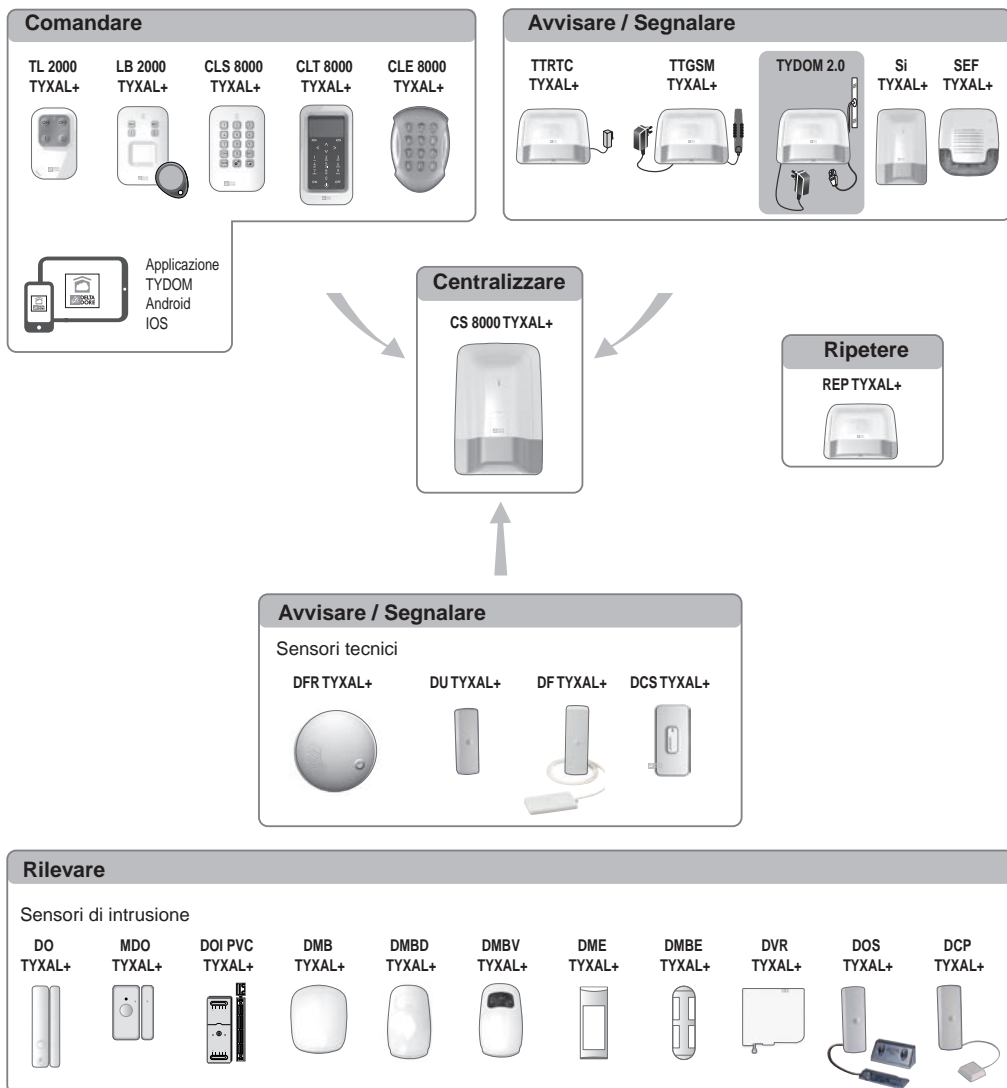 Comandare
TL 2000
TYXAL+
LB 2000
TYXAL+
CLS 8000
TYXAL+
CLT 8000
TYXAL+
CLE 8000
TYXAL+
Applicazione
TYDOM
Android
IOS
DELTA
DORE
Avvisare / Segnalare
TTRTC
TYXAL+
TTGSM
TYXAL+
TYDOM 2.0
Si
TYXAL+
SEF
TYXAL+
Centralizzare
CS 8000 TYXAL+
Ripetere
REP TYXAL+
Avvisare / Segnalare
Sensori tecnici
DFR TYXAL+
DU TYXAL+
DF TYXAL+
DCS TYXAL+
Rilevare
Sensori di intrusione
DO
TYXAL+
MDO
TYXAL+
DOI PVC
TYXAL+
DMB
TYXAL+
DMBD
TYXAL+
DMBV
TYXAL+
DME
TYXAL+
DMBE
TYXAL+
DVR
TYXAL+
DOS
TYXAL+
DCP
TYXAL+